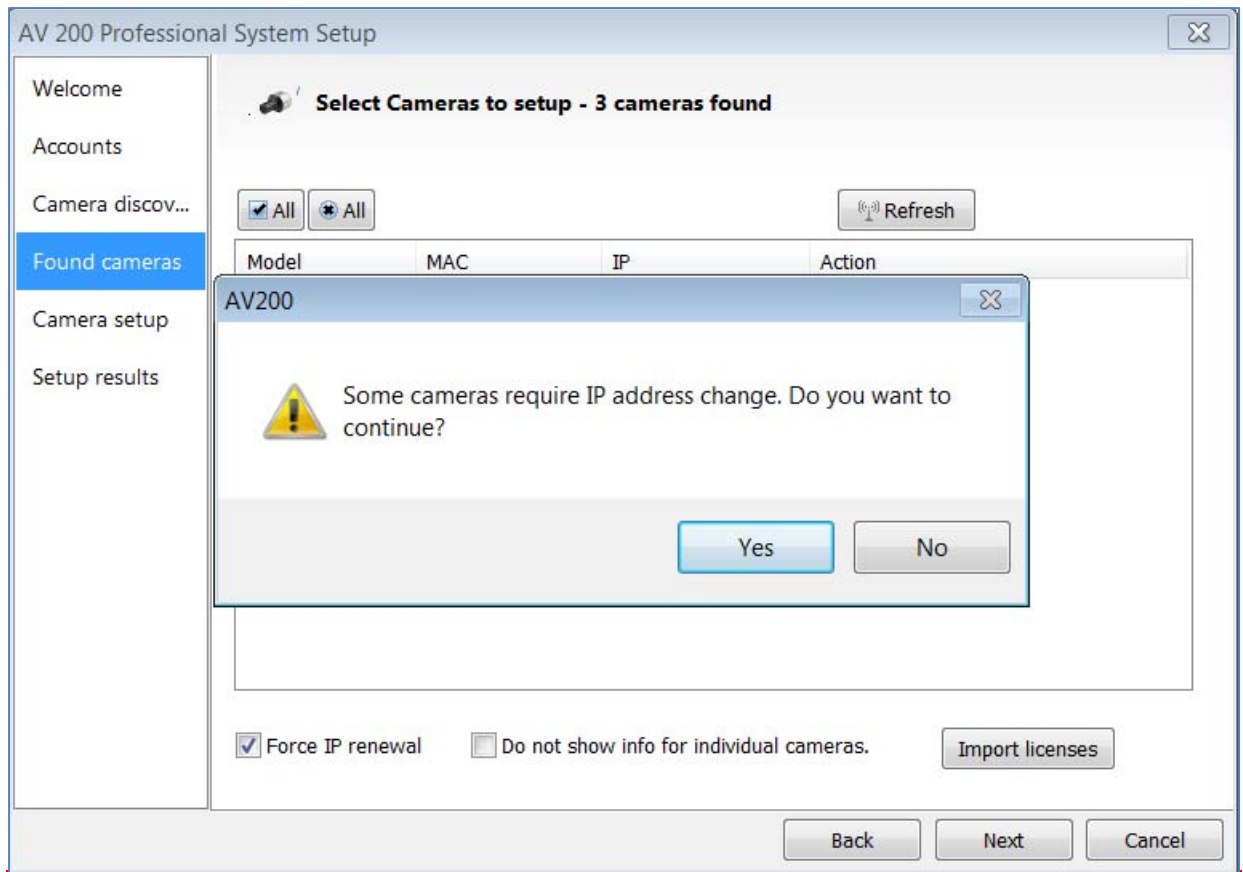 AV 200 Professional System Setup
Welcome
Accounts
Camera discov...
Found cameras
Camera setup
Setup results
Select Cameras to setup - 3 cameras found
All
All
Refresh
Model MAC IP Action
AV200
Some cameras require IP address change. Do you want to
continue?
Yes No
Force IP renewal Do not show info for individual cameras. Import licenses
Back Next Cancel